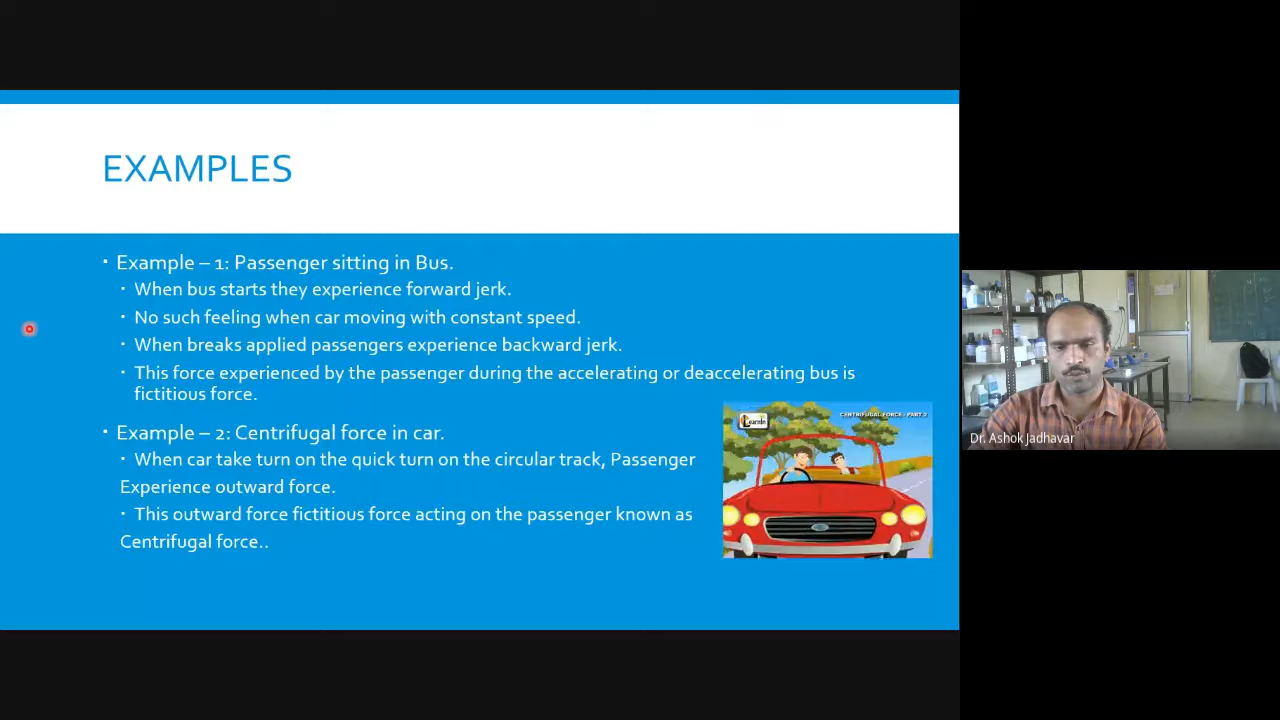 EXAMPLES
Example – 1: Passenger sitting in Bus.
When bus starts they experience forward jerk.
No such feeling when car moving with constant speed.
When breaks applied passengers experience backward jerk.
This force experienced by the passenger during the accelerating or deaccelerating bus is
fictitious force.
CENTRIFUGAL FORCE - PART 2
Learnin
Example – 2: Centrifugal force in car.
When car take turn on the quick turn on the circular track, Passenger
Experience outward force.
This outward force fictitious force acting on the passenger known as
Centrifugal force..
Dr. Ashok Jadhavar